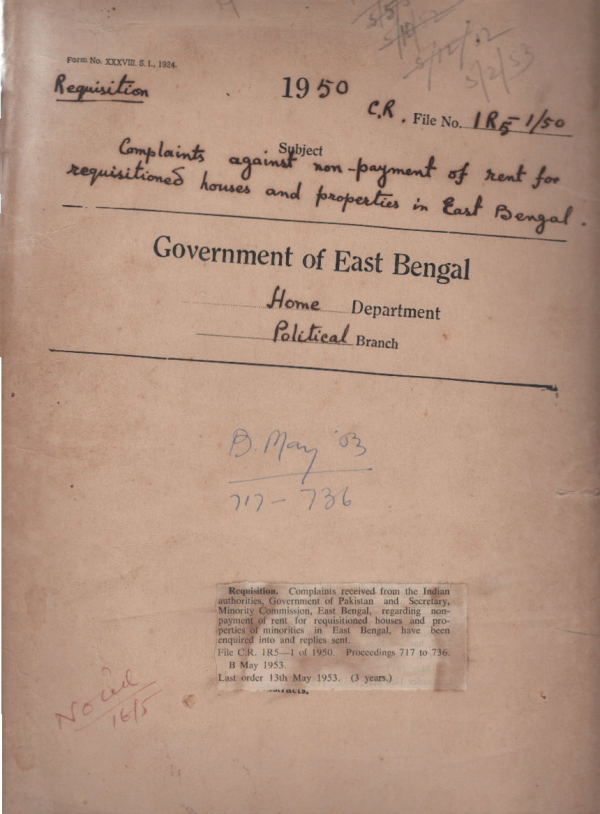 Form No. XXXVIII. S. I., 1924.
Requisition
1950
C.R. File No. 1R5-1/50
Subject
Complaints against non-payment of rent for
requisitioned houses and properties in East Bengal.
Government of East Bengal
Home Department
Political Branch
B. May '53
717-736
Requisition. Complaints received from the Indian
authorities, Government of Pakistan and Secretary,
Minority Commission, East Bengal, regarding non-
payment of rent for requisitioned houses and pro-
perties of minorities in East Bengal, have been
enquired into and replies sent.
File C.R. 1R5—1 of 1950. Proceedings 717 to 736.
B May 1953.
Last order 13th May 1953. (3 years.)
16/5